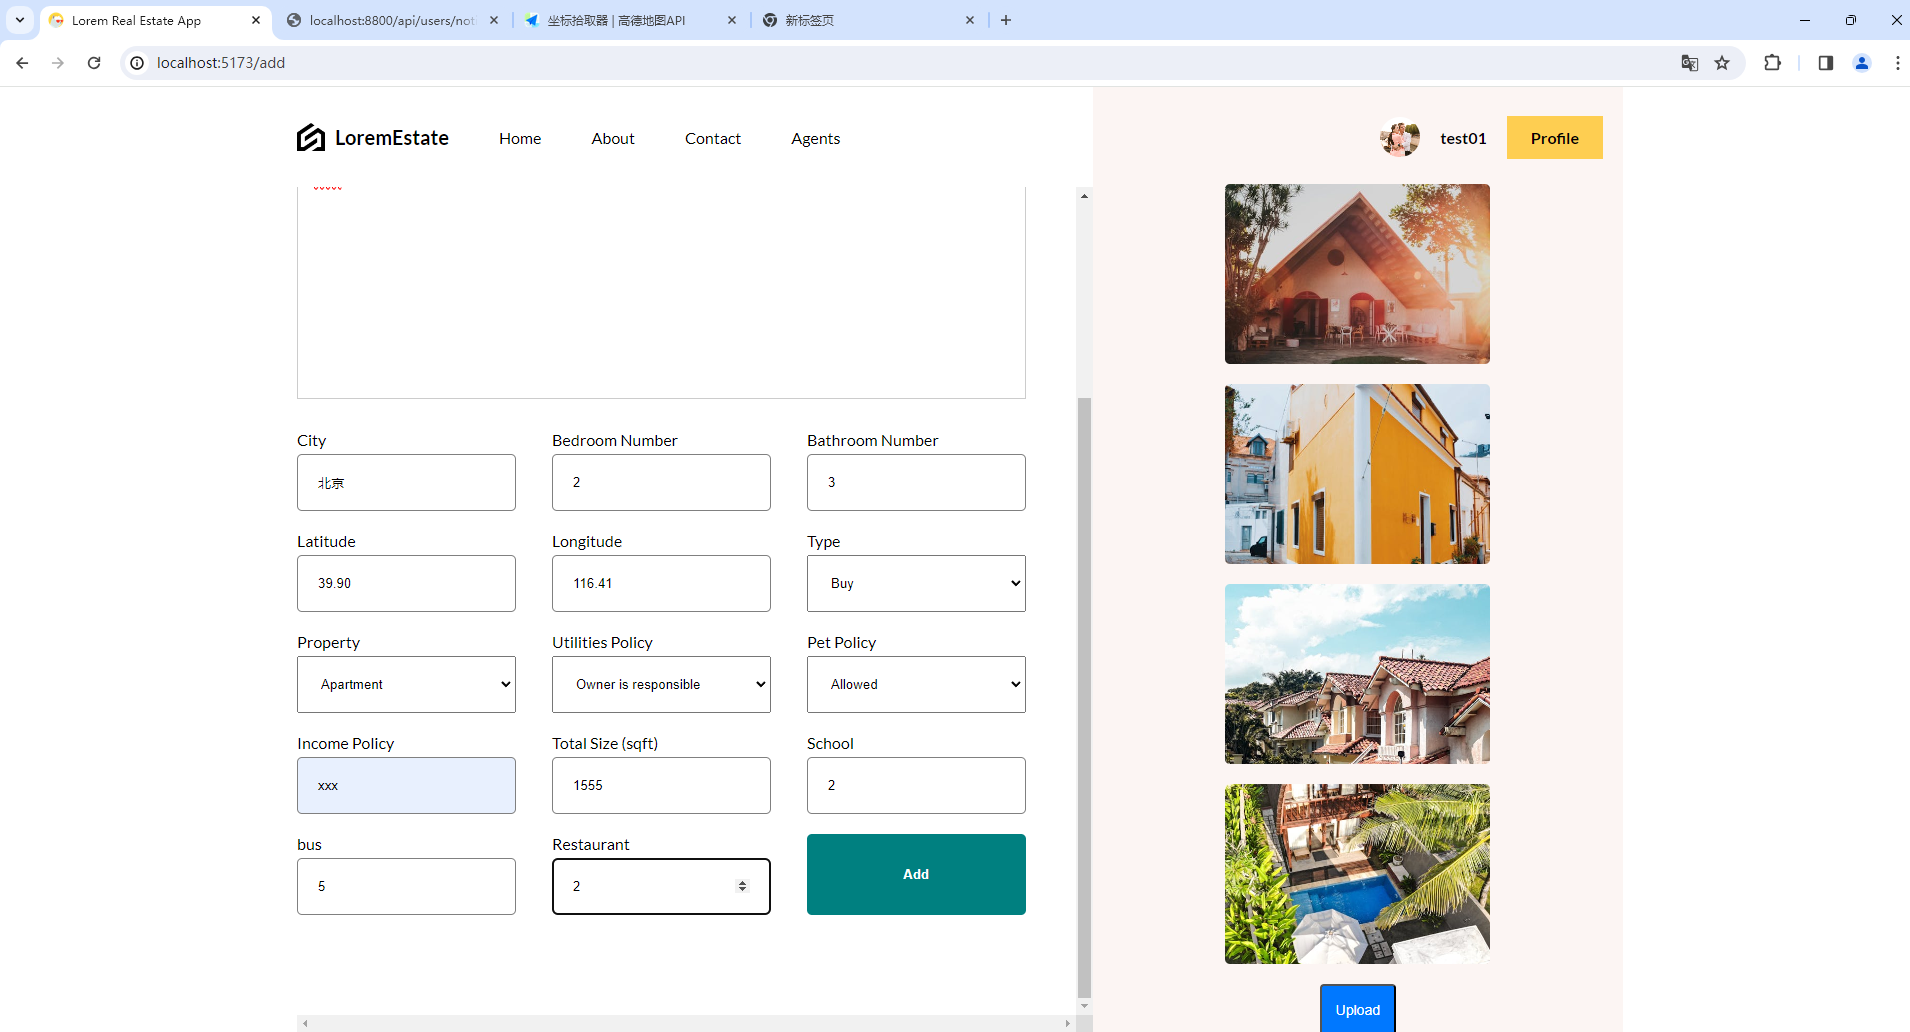 Lorem Real Estate App
localhost:8800/api/users/not
坐标拾取器 | 高德地图API
新标签页
localhost:5173/add
LoremEstate
Home
About
Contact
Agents
test01
Profile
City
Bedroom Number
Bathroom Number
北京
2
3
Latitude
Longitude
Type
39.90
116.41
Buy
Property
Utilities Policy
Pet Policy
Apartment
Owner is responsible
Allowed
Income Policy
Total Size (sqft)
School
xxx
1555
2
bus
Restaurant
5
2
Add
Upload